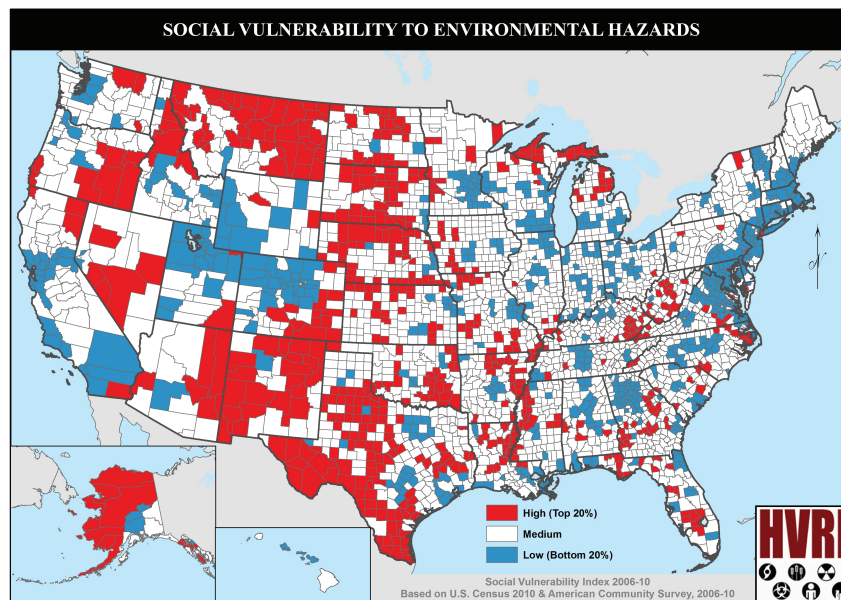 SOCIAL VULNERABILITY TO ENVIRONMENTAL HAZARDS
N
High (Top 20%)
Medium
Low (Bottom 20%)
Social Vulnerability Index 2006-10
Based on U.S. Census 2010 & American Community Survey, 2006-10
HVR